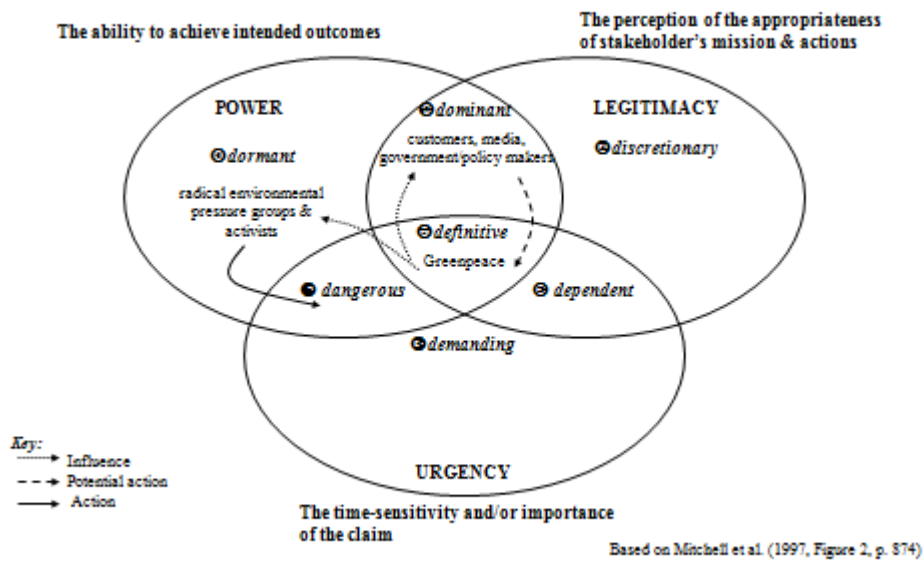 The ability to achieve intended outcomes
The perception of the appropriateness
of stakeholder's mission & actions
POWER
dominant
LEGITIMACY
customers, media,
government/policy makers
dormant
discretionary
radical environmental
pressure groups &
activists
definitive
Greenpeace
dangerous
dependent
demanding
Key:
Influence
Potential action
Action
URGENCY
The time-sensitivity and/or importance
of the claim
Based on Mitchell et al. (1997, Figure 2, p. 874)